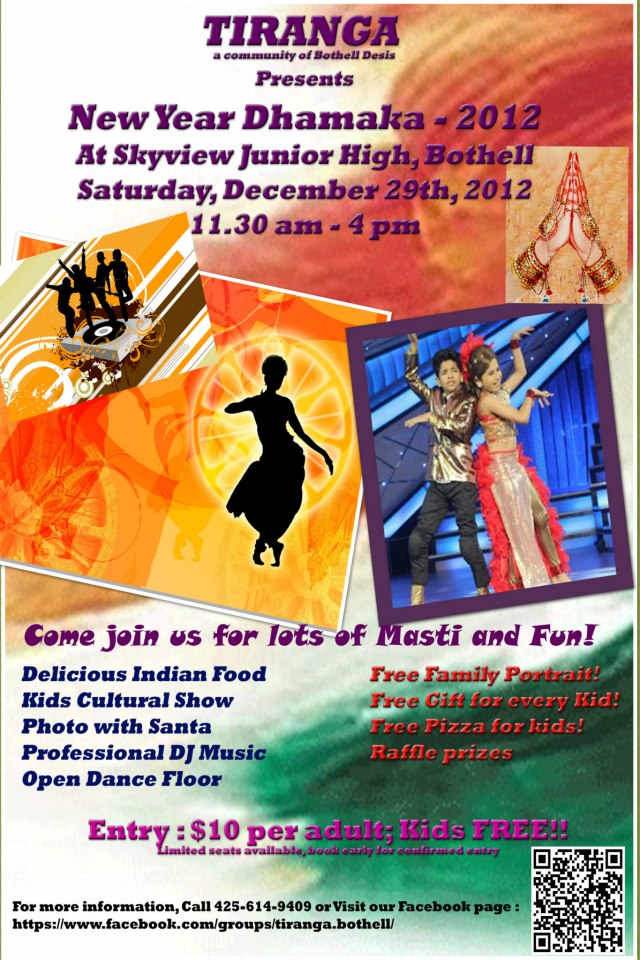 TIRANGA
a community of Bothell Desis
Presents
New Year Dhamaka - 2012
At Skyview Junior High, Bothell
Saturday, December 29th, 2012
11.30 am - 4 pm
Come join us for lots of Masti and Fun!
Delicious Indian Food
Kids Cultural Show
Photo with Santa
Professional DJ Music
Open Dance Floor
Free Family Portrait!
Free Gift for every Kid!
Free Pizza for kids!
Raffle prizes
Entry : $10 per adult; Kids FREE!!
Limited seats available, book early for confirmed entry
For more information, Call 425-614-9409 or Visit our Facebook page :
https://www.facebook.com/groups/tiranga.bothell/